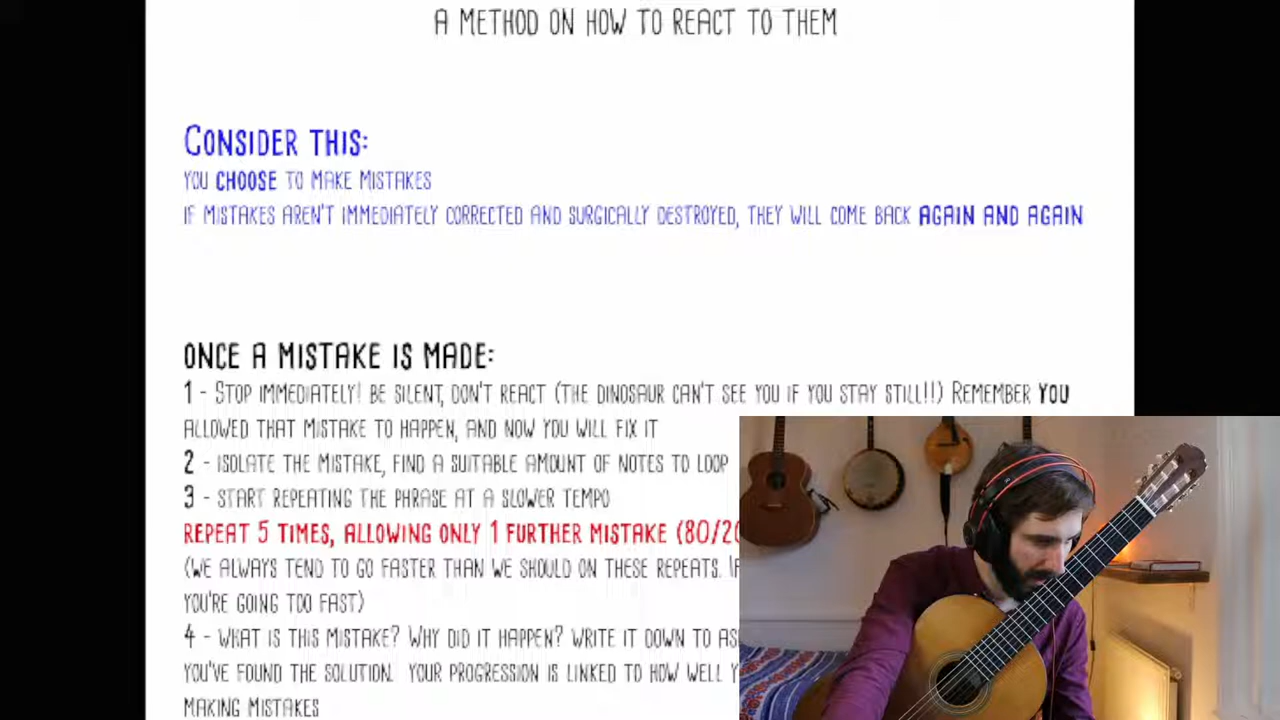 A METHOD ON HOW TO REACT TO THEM
CONSIDER THIS:
YOU CHOOSE TO MAKE MISTAKES
IF MISTAKES AREN'T IMMEDIATELY CORRECTED AND SURGICALLY DESTROYED, THEY WILL COME BACK AGAIN AND AGAIN
ONCE A MISTAKE IS MADE:
1 - STOP IMMEDIATELY! BE SILENT, DON'T REACT (THE DINOSAUR CAN'T SEE YOU IF YOU STAY STILL!!) REMEMBER YOU
ALLOWED THAT MISTAKE TO HAPPEN, AND NOW YOU WILL FIX IT
2 - ISOLATE THE MISTAKE, FIND A SUITABLE AMOUNT OF NOTES TO LOOP
3 - START REPEATING THE PHRASE AT A SLOWER TEMPO
REPEAT 5 TIMES, ALLOWING ONLY 1 FURTHER MISTAKE (80/20
(WE ALWAYS TEND TO GO FASTER THAN WE SHOULD ON THESE REPEATS.
YOU'RE GOING TOO FAST)
4 - WHAT IS THIS MISTAKE? WHY DID IT HAPPEN? WRITE IT DOWN TO
YOU'VE FOUND THE SOLUTION. YOUR PROGRESSION IS LINKED TO HOW WELL
MAKING MISTAKES